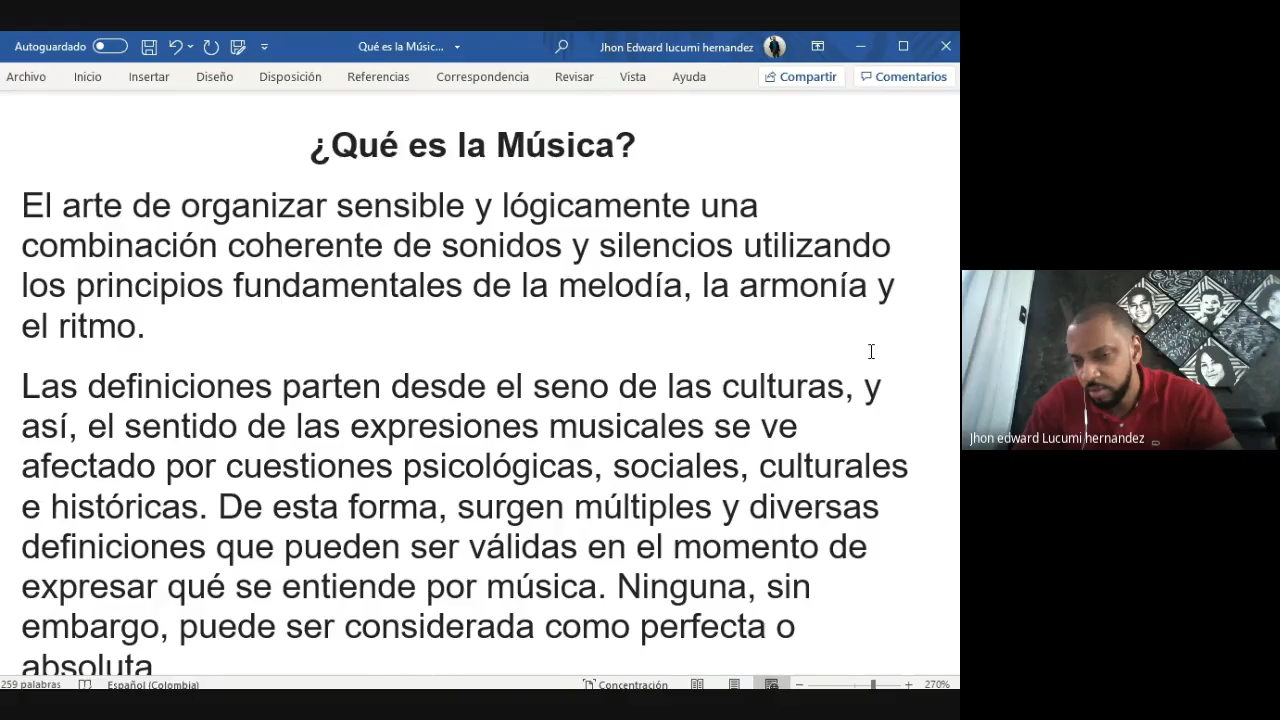 Autoguardado
Qué es la Músic...
Jhon Edward lucumi hernandez
Archivo Inicio Insertar Diseño Disposición Referencias Correspondencia Revisar Vista Ayuda Compartir Comentarios
¿Qué es la Música?
El arte de organizar sensible y lógicamente una
combinación coherente de sonidos y silencios utilizando
los principios fundamentales de la melodía, la armonía y
el ritmo.
Las definiciones parten desde el seno de las culturas, y
así, el sentido de las expresiones musicales se ve
afectado por cuestiones psicológicas, sociales, culturales
e históricas. De esta forma, surgen múltiples y diversas
definiciones que pueden ser válidas en el momento de
expresar qué se entiende por música. Ninguna, sin
embargo, puede ser considerada como perfecta o
absoluta
259 palabras Español (Colombia) Concentración 270%
Jhon edward Lucumi hernandez